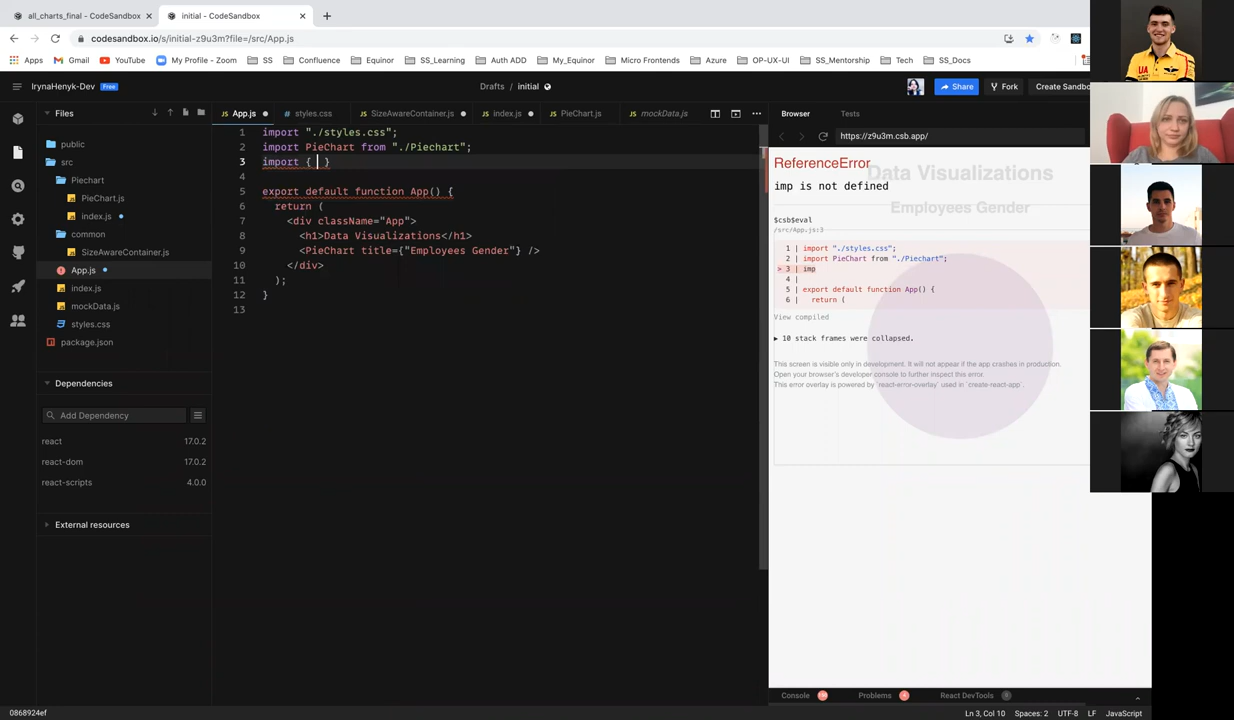 all_charts_final - CodeSandbox
initial - CodeSandbox
codesandbox.io/s/initial-z9u3m?file=/src/App.js
Apps
Gmail
YouTube
My Profile - Zoom
SS
Confluence
Equinor
SS_Learning
Auth ADD
My_Equinor
Micro Frontends
Azure
OP-UX-UI
SS_Mentorship
Tech
SS_Docs
IrynaHenyk-Dev
Free
Drafts / initial
Share
Fork
Create Sandbo
Files
App.js
styles.css
SizeAwareContainer.js
index.js
PieChart.js
mockData.js
Browser
Tests
https://z9u3m.csb.app/
public
src
Piechart
PieChart.js
index.js
common
SizeAwareContainer.js
App.js
index.js
mockData.js
styles.css
package.json
Dependencies
Add Dependency
react 17.0.2
react-dom 17.0.2
react-scripts 4.0.0
External resources
1 import "./styles.css";
2 import PieChart from "./Piechart";
3 import { }
4
5 export default function App() {
6 return (
7 <div className="App">
8 <h1>Data Visualizations</h1>
9 <PieChart title={"Employees Gender"} />
10 </div>
11 );
12 }
13
ReferenceError
Data Visualizations
imp is not defined
Employees Gender
$csb$eval
/src/App.js:3
1 | import "./styles.css";
2 | import PieChart from "./Piechart";
> 3 | imp
4 |
5 | export default function App() {
6 | return (
View compiled
▶ 10 stack frames were collapsed.
This screen is visible only in development. It will not appear if the app crashes in production.
Open your browser's developer console to further inspect this error.
This error overlay is powered by `react-error-overlay` used in `create-react-app`.
UA
Console
Problems
React DevTools
0868924ef
Ln 3, Col 10
Spaces: 2
UTF-8
LF
JavaScript